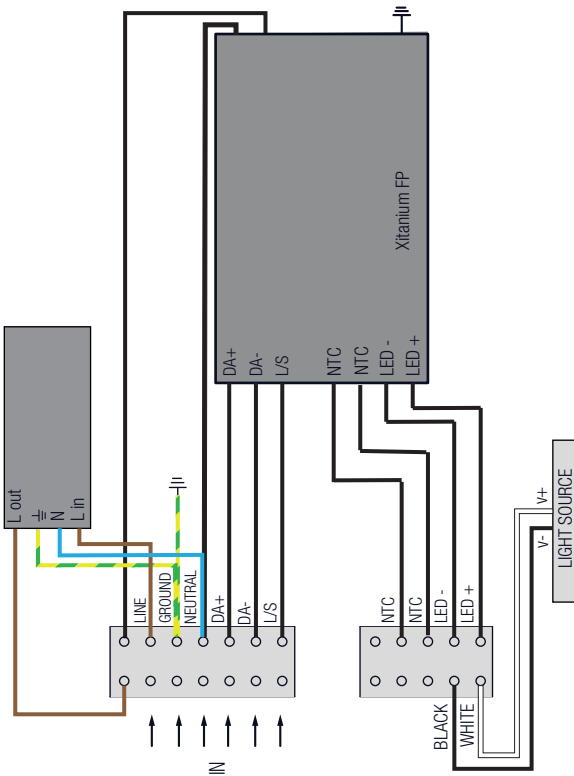 L out
N
L in
Xitanium FP
DA+
DA-
L/S
NTC
NTC
LED -
LED +
LINE
GROUND
NEUTRAL
DA+
DA-
L/S
IN
NTC
NTC
LED -
LED +
BLACK
WHITE
V-
V+
LIGHT SOURCE